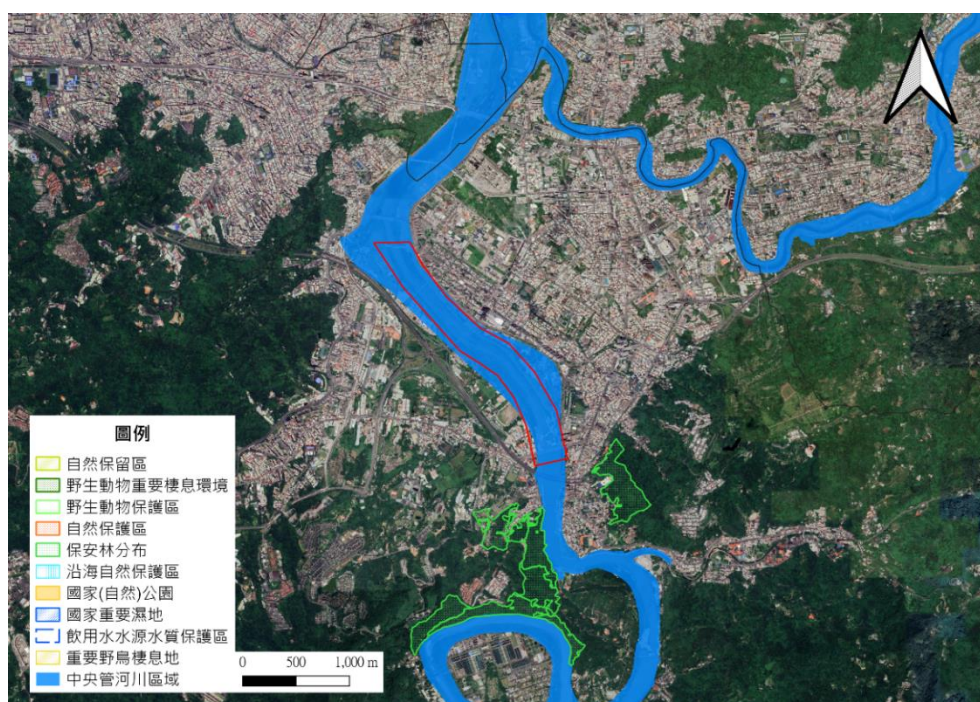 圖例
自然保留區
野生動物重要棲息環境
野生動物保護區
自然保護區
保安林分布
沿海自然保護區
國家(自然)公園
國家重要濕地
飲用水水源水質保護區
重要野鳥棲息地
中央管河川區域
0 500 1,000 m